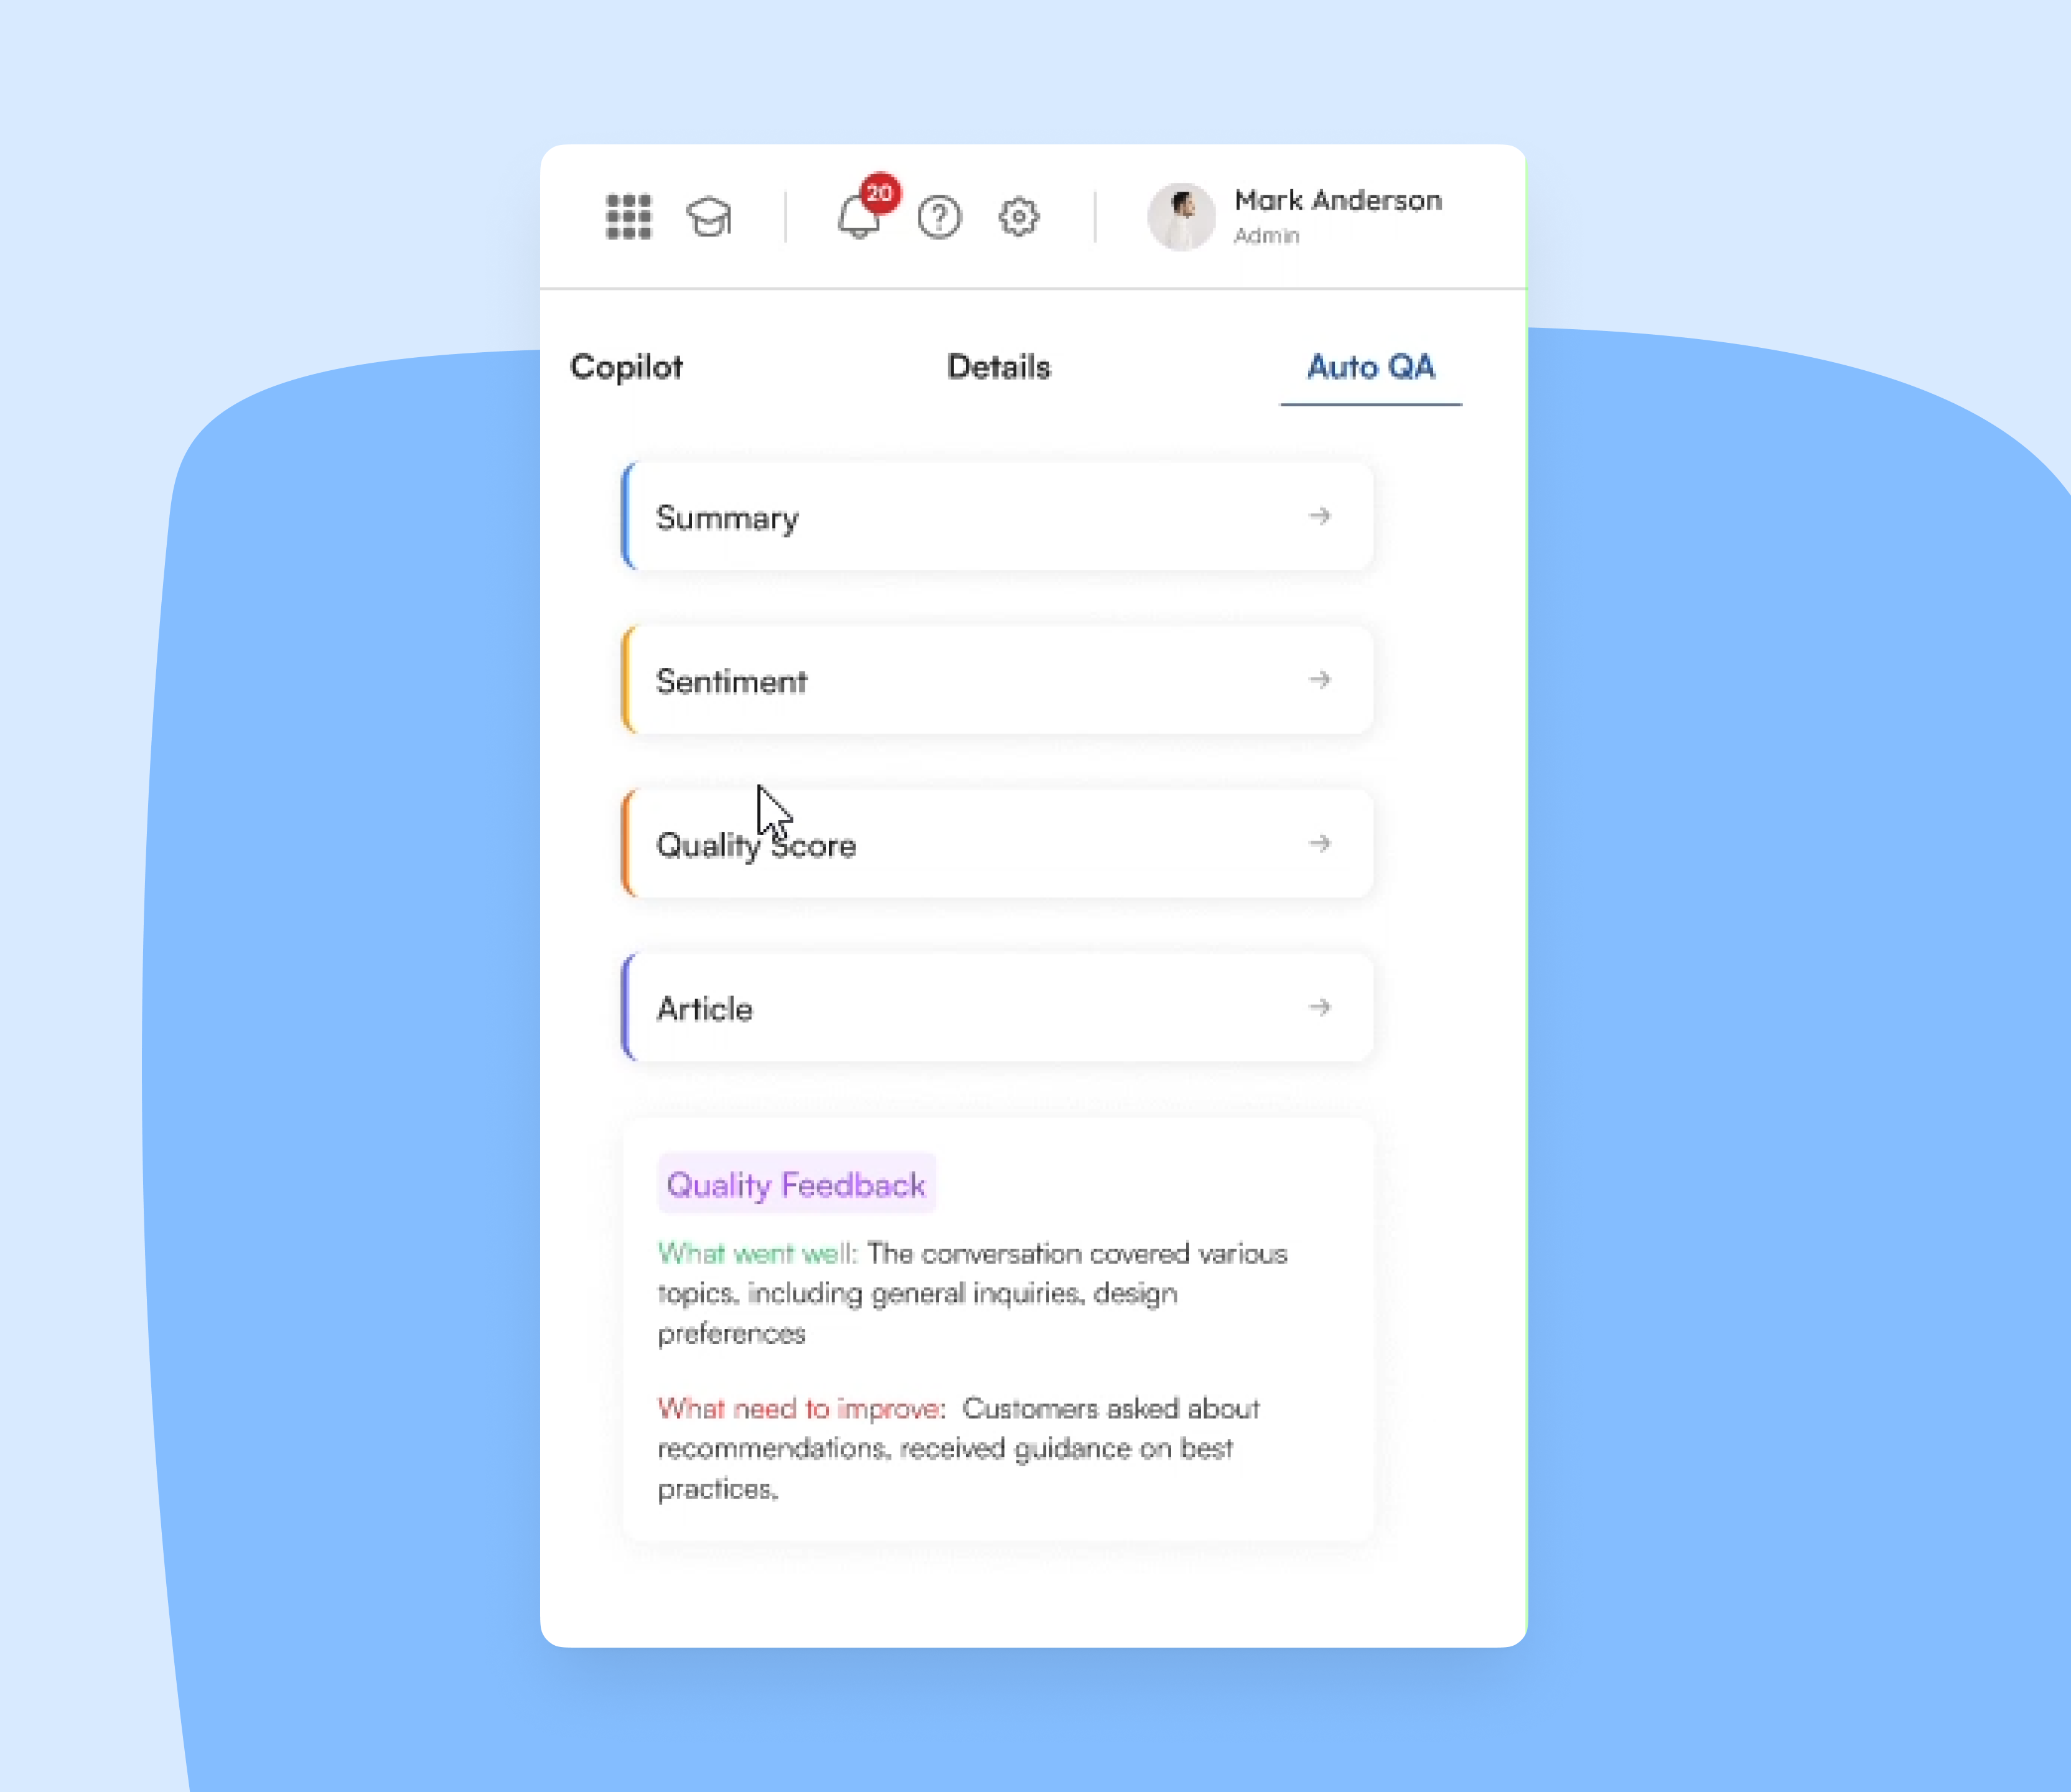 20
Mark Anderson
Admin
Copilot Details Auto QA
Summary
Sentiment
Quality Score
Article
Quality Feedback
What went well: The conversation covered various
topics, including general inquiries, design
preferences
What need to improve: Customers asked about
recommendations, received guidance on best
practices,